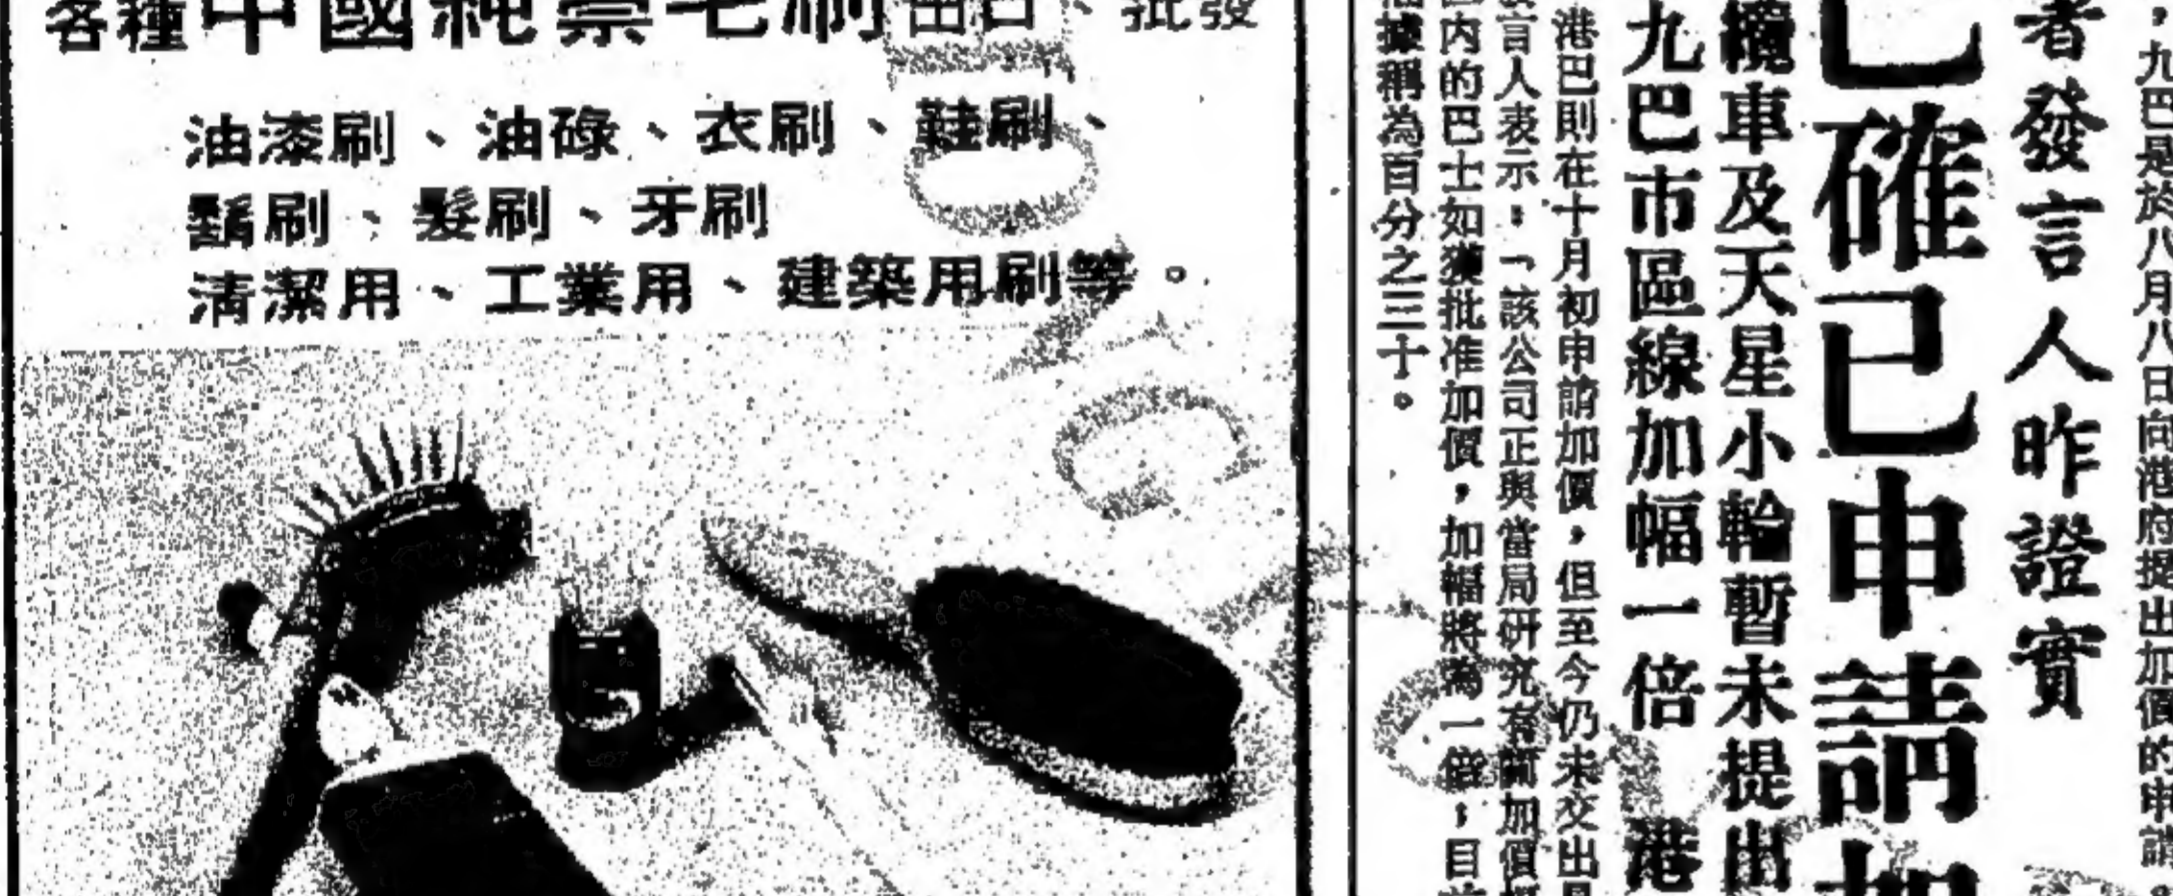 各種中國純禜毛刷出口、批發
油漆刷、油碌、衣刷、鞋刷、
鬍刷、髮刷、牙刷
清潔用、工業用、建築用刷等。
，九巴是於八月八日向港府提出加價的申請
者發言人昨證實
巴確已申請加
纜車及天星小輪暫未提出
九巴市區線加幅一倍 港
港巴則在十月初申請加價，但至今仍未交出具
言人表示：「該公司正與當局研究有關加價
內的巴士如獲批准加價，加幅將為一倍；目前
據稱為百分之三十。